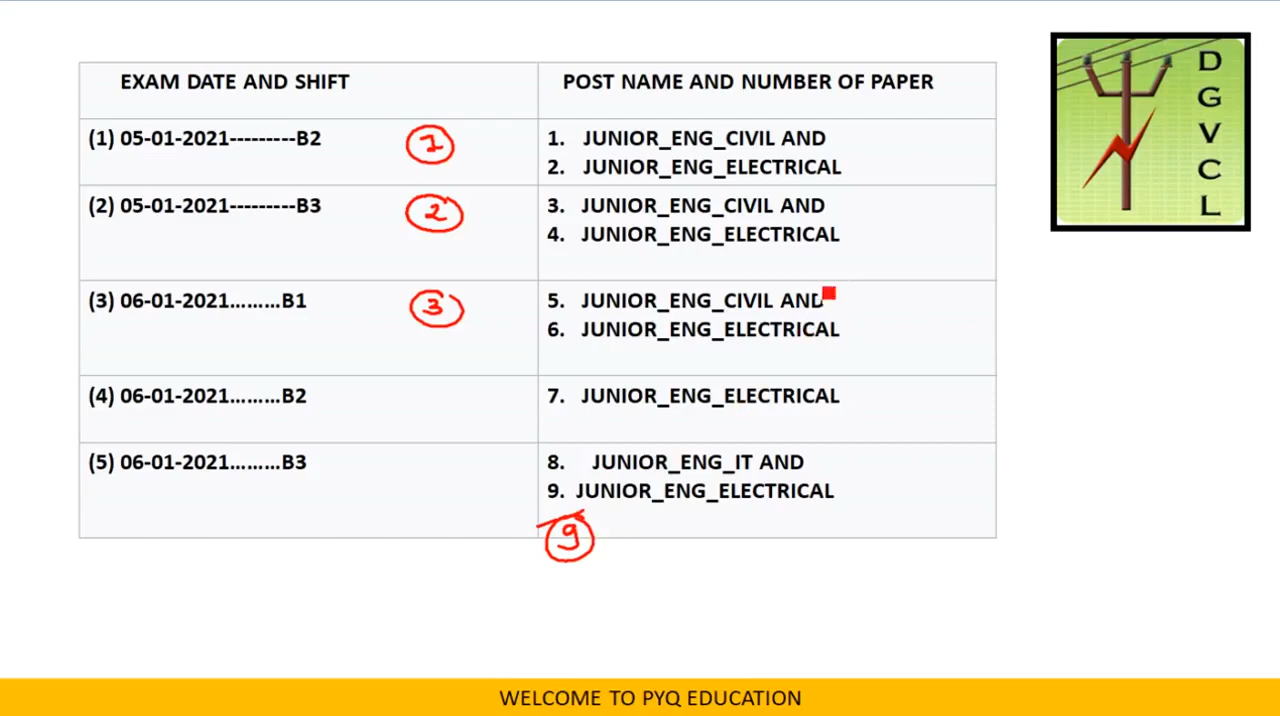 EXAM DATE AND SHIFT
POST NAME AND NUMBER OF PAPER
(1) 05-01-2021---------B2
1
1. JUNIOR_ENG_CIVIL AND
2. JUNIOR_ENG_ELECTRICAL
(2) 05-01-2021---------B3
2
3. JUNIOR_ENG_CIVIL AND
4. JUNIOR_ENG_ELECTRICAL
(3) 06-01-2021.........B1
3
5. JUNIOR_ENG_CIVIL AND
6. JUNIOR_ENG_ELECTRICAL
(4) 06-01-2021.........B2
7. JUNIOR_ENG_ELECTRICAL
(5) 06-01-2021.........B3
8. JUNIOR_ENG_IT AND
9. JUNIOR_ENG_ELECTRICAL
9
D
G
V
C
L
WELCOME TO PYQ EDUCATION